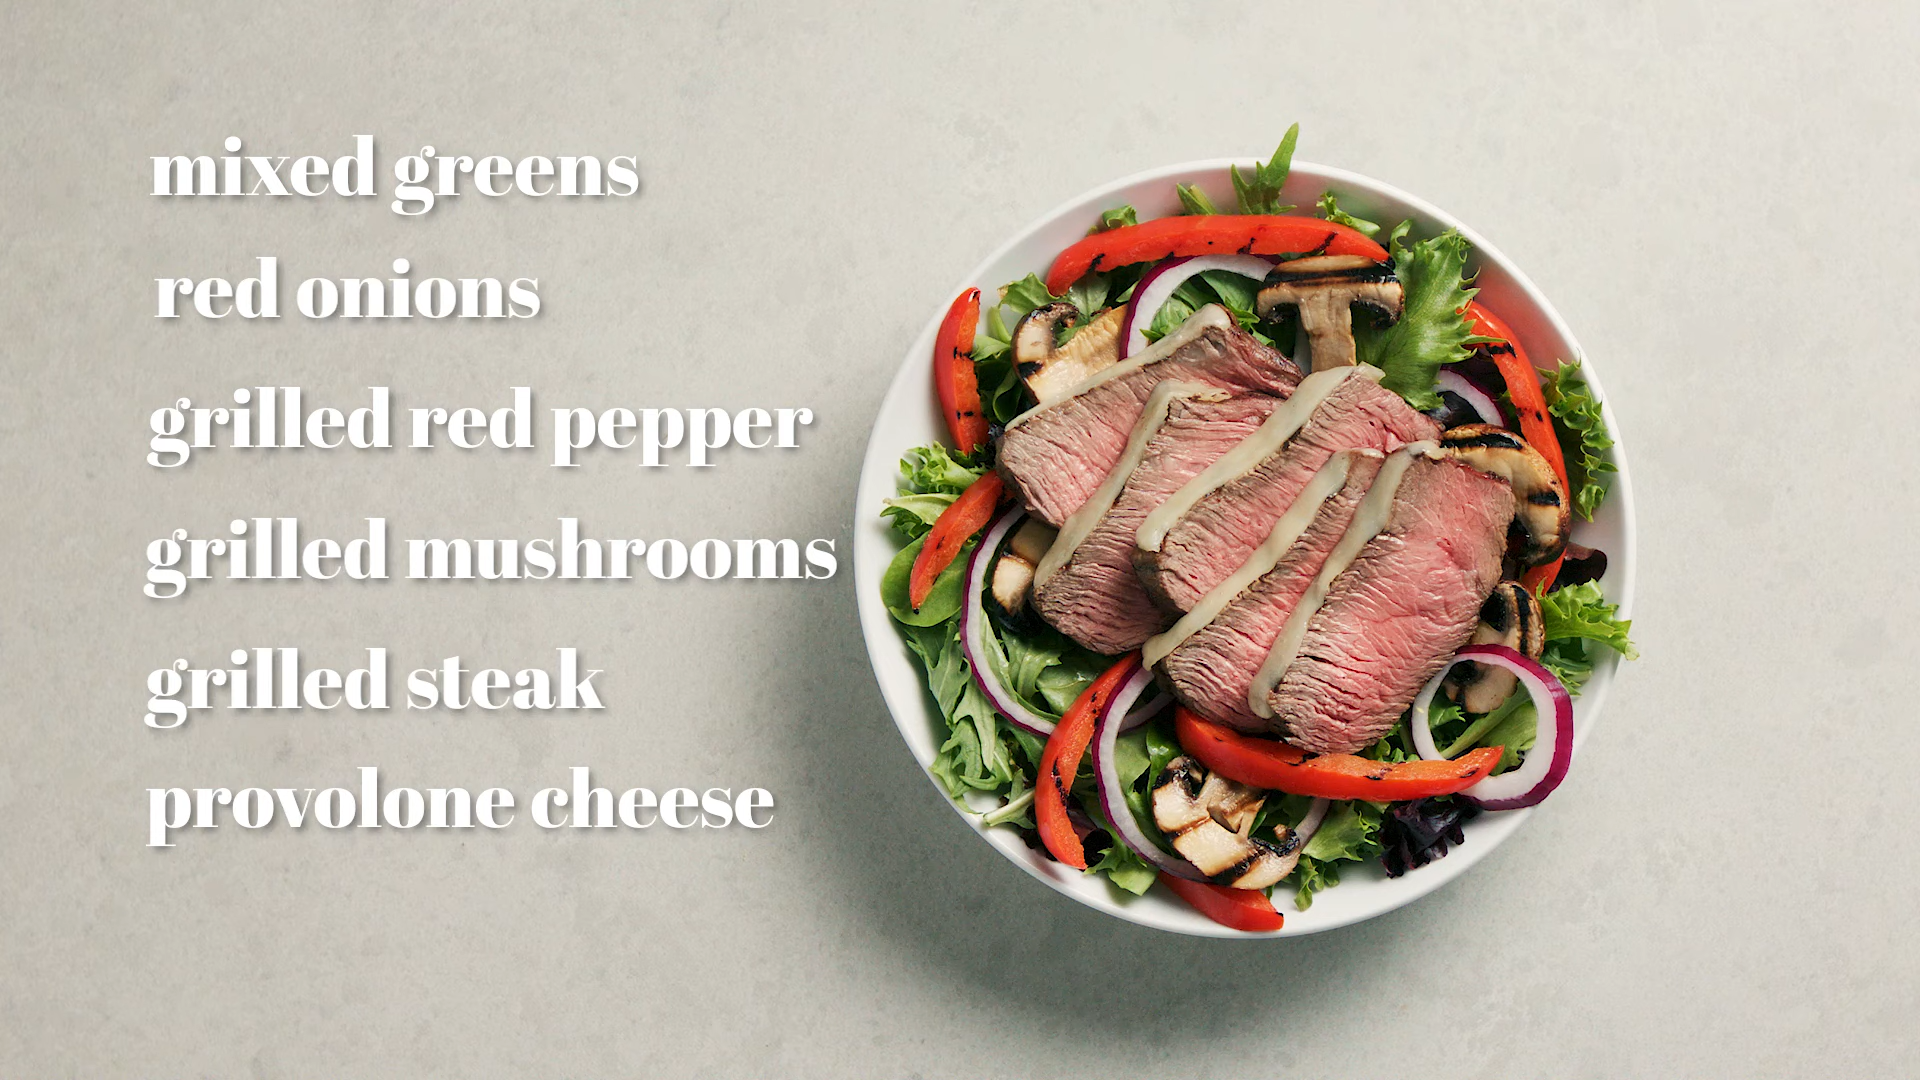 mixed greens
red onions
grilled red pepper
grilled mushrooms
grilled steak
provolone cheese